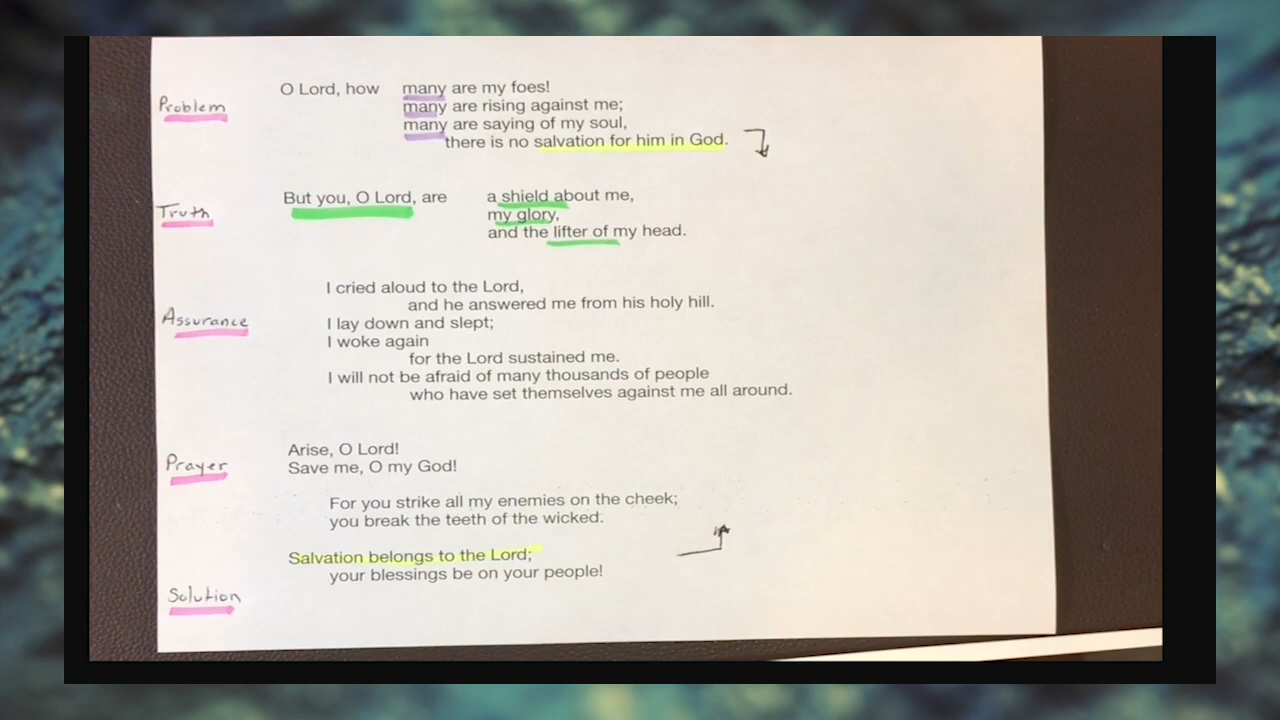 Problem
O Lord, how many are my foes!
many are rising against me;
many are saying of my soul,
there is no salvation for him in God.
Truth
But you, O Lord, are a shield about me,
my glory,
and the lifter of my head.
Assurance
I cried aloud to the Lord,
and he answered me from his holy hill.
I lay down and slept;
I woke again
for the Lord sustained me.
I will not be afraid of many thousands of people
who have set themselves against me all around.
Prayer
Arise, O Lord!
Save me, O my God!
For you strike all my enemies on the cheek;
you break the teeth of the wicked.
Salvation belongs to the Lord;
your blessings be on your people!
Solution